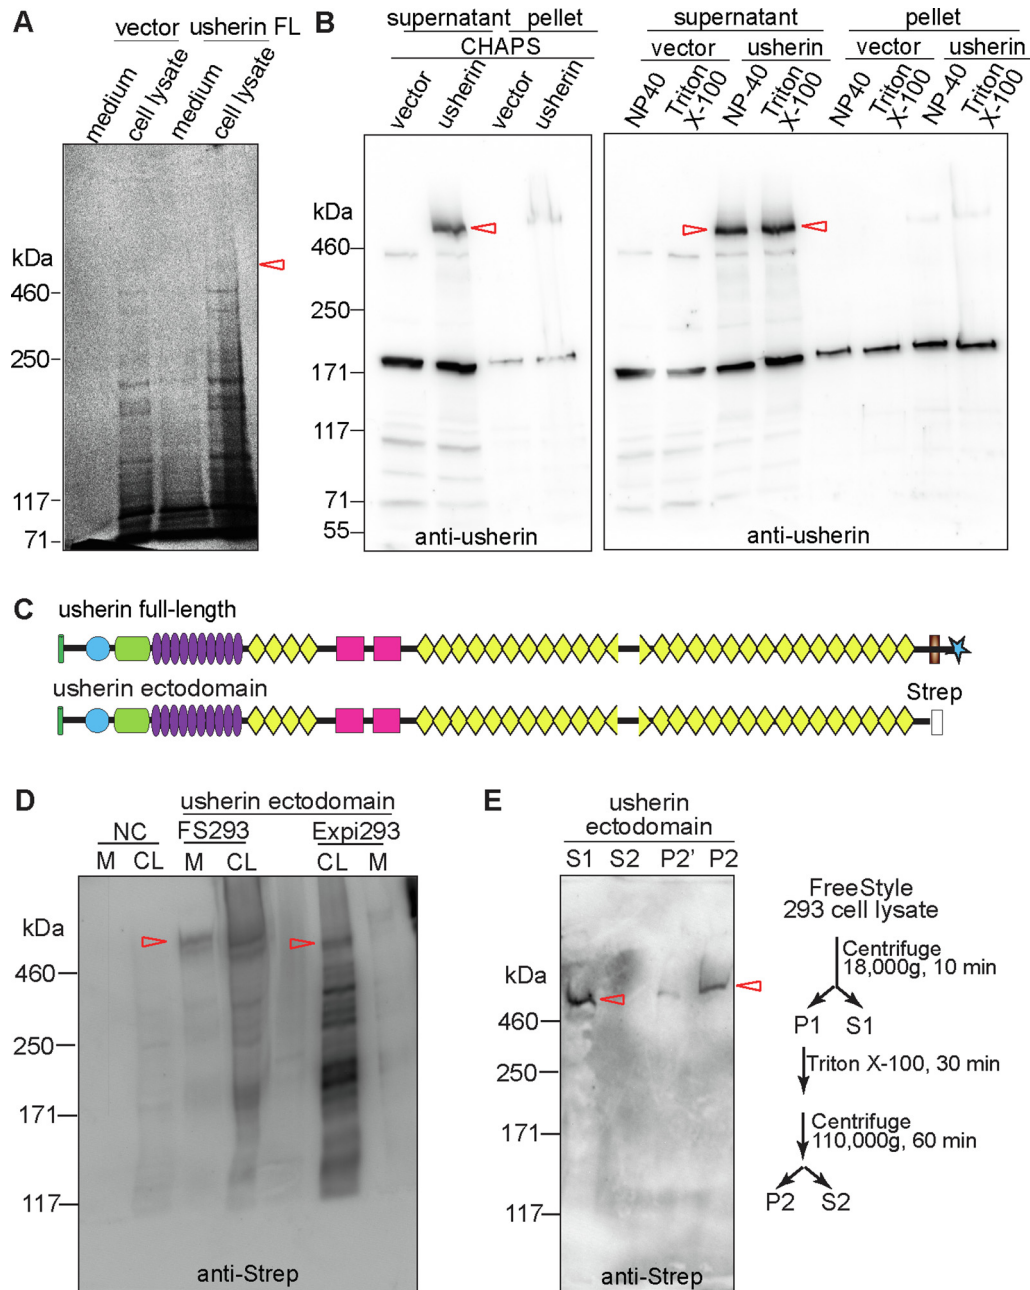 A
vector usherin FL
medium cell lysate medium cell lysate
kDa
460
250
117
71
B
supernatant pellet
CHAPS
vector usherin vector usherin
kDa
460
250
171
117
71
55
anti-usherin
supernatant pellet
vector usherin vector usherin
NP40 Triton X-100 NP-40 Triton X-100 NP40 Triton X-100 NP-40 Triton X-100
anti-usherin
C
usherin full-length
usherin ectodomain
Strep
D
usherin ectodomain
NC FS293 Expi293
M CL M CL CL M
kDa
460
250
171
117
anti-Strep
E
usherin
ectodomain
S1 S2 P2' P2
kDa
460
250
171
117
anti-Strep
FreeStyle
293 cell lysate
Centrifuge
18,000g, 10 min
P1 S1
Triton X-100, 30 min
Centrifuge
110,000g, 60 min
P2 S2